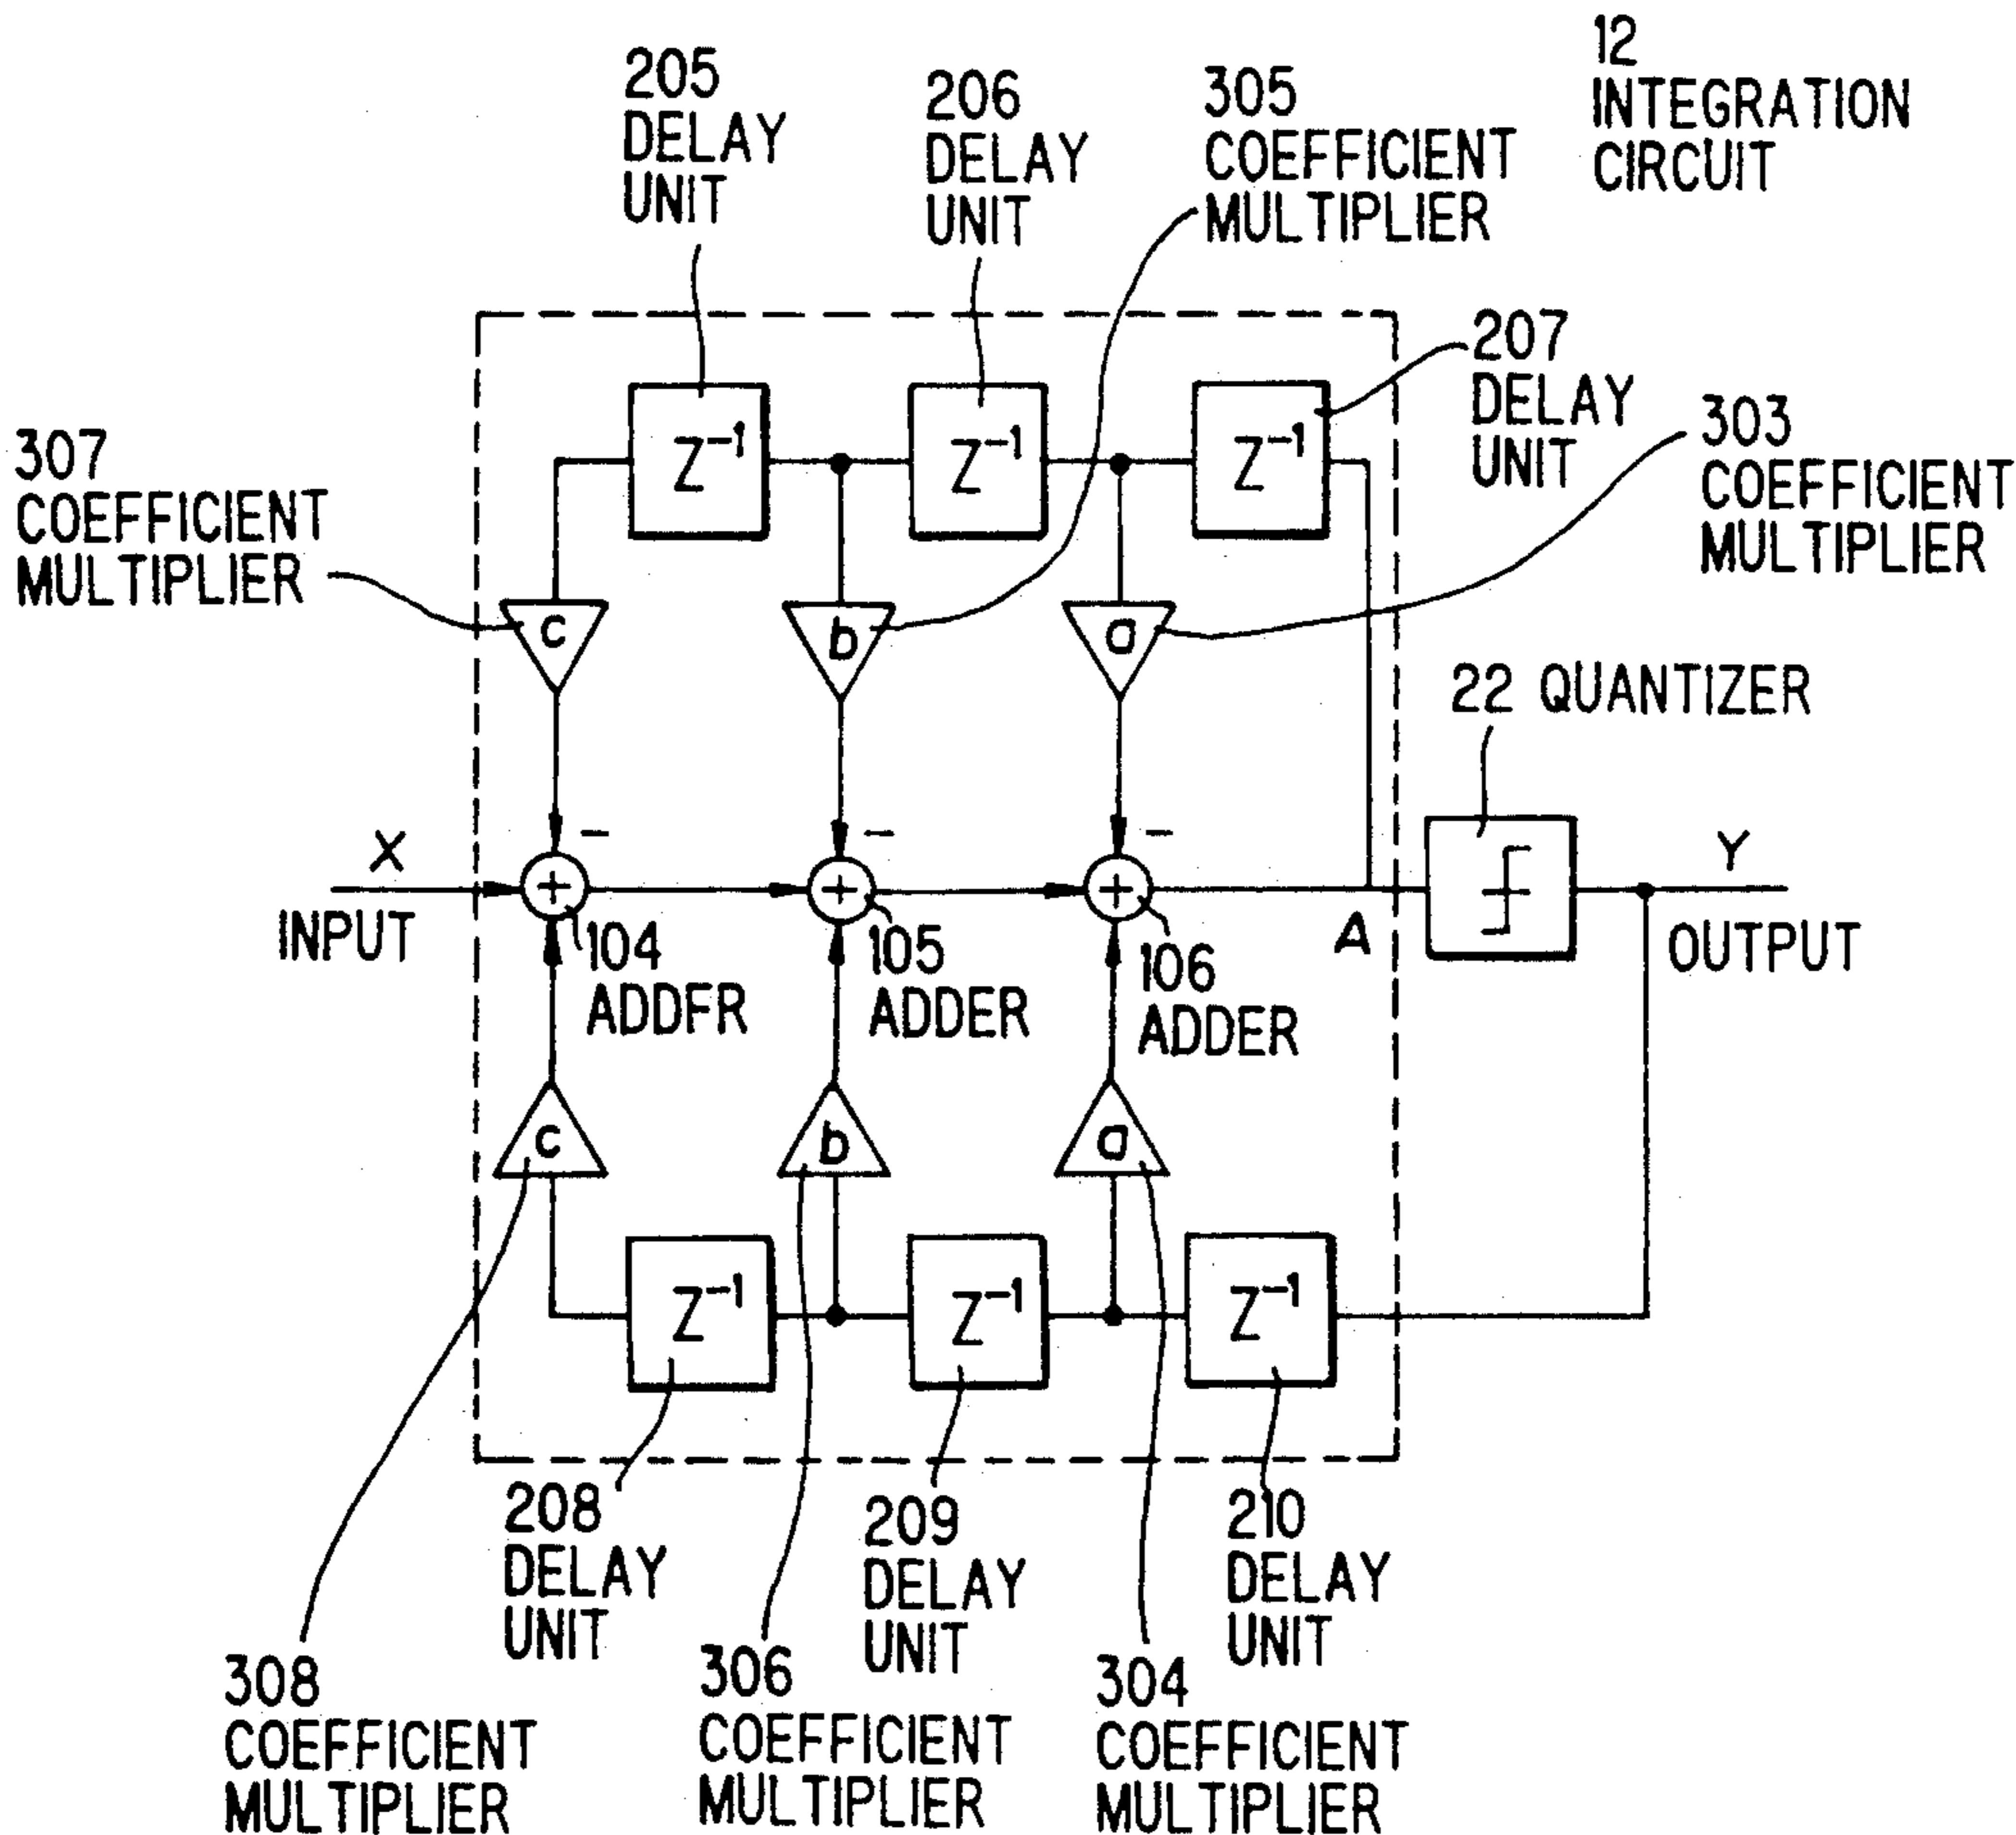 12
INTEGRATION
CIRCUIT
205
DELAY
UNIT
206
DELAY
UNIT
305
COEFFICIENT
MULTIPLIER
207
DELAY
UNIT
303
COEFFICIENT
MULTIPLIER
307
COEFFICIENT
MULTIPLIER
Z⁻¹ Z⁻¹ Z⁻¹
c b a
22 QUANTIZER
- - -
X
INPUT
+ + +
A
Y
OUTPUT
104
ADDFR
105
ADDER
106
ADDER
c b a
Z⁻¹ Z⁻¹ Z⁻¹
208
DELAY
UNIT
209
DELAY
UNIT
210
DELAY
UNIT
308
COEFFICIENT
MULTIPLIER
306
COEFFICIENT
MULTIPLIER
304
COEFFICIENT
MULTIPLIER